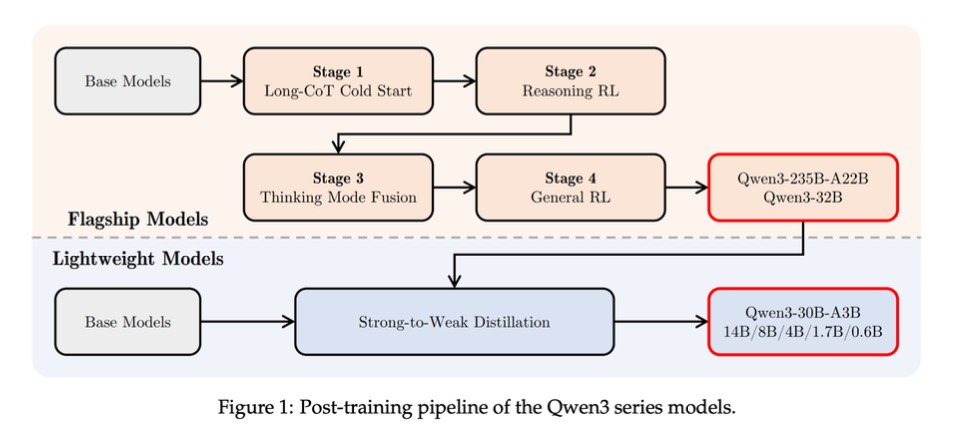 Base Models
Stage 1
Long-CoT Cold Start
Stage 2
Reasoning RL
Stage 3
Thinking Mode Fusion
Stage 4
General RL
Qwen3-235B-A22B
Qwen3-32B
Flagship Models
Lightweight Models
Base Models
Strong-to-Weak Distillation
Qwen3-30B-A3B
14B/8B/4B/1.7B/0.6B
Figure 1: Post-training pipeline of the Qwen3 series models.